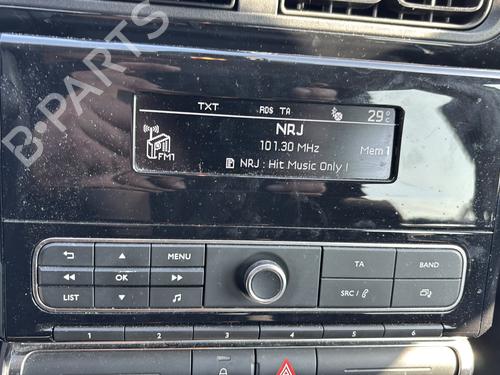 B-PARTS
TXT RDS TA 29°C
NRJ
FM1 101.30 MHz Mem 1
NRJ : Hit Music Only !
MENU TA BAND
OK
LIST SRC/
1 2 3 4 5 6